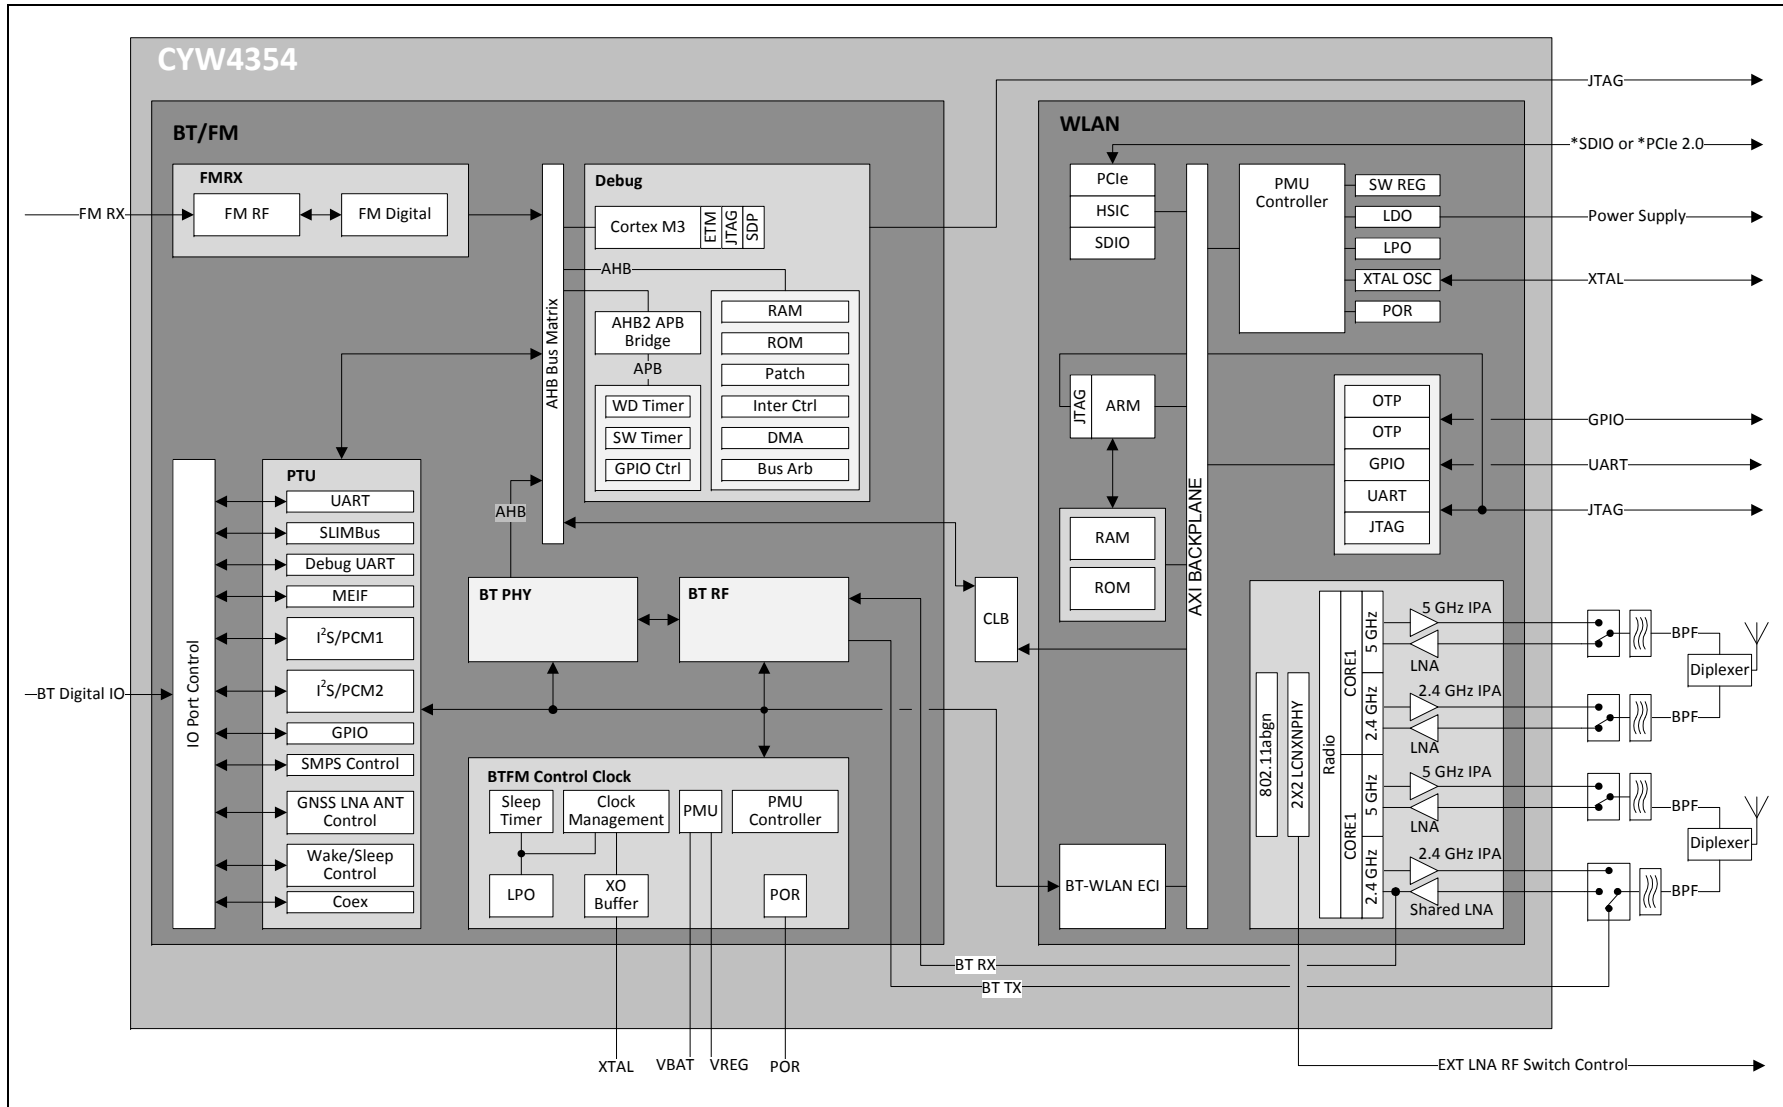 CYW4354
BT/FM
FMRX
FM RX
FM RF
FM Digital
AHB Bus Matrix
Debug
Cortex M3
ETM
JTAG
SDP
AHB
AHB2 APB
Bridge
APB
WD Timer
SW Timer
GPIO Ctrl
RAM
ROM
Patch
Inter Ctrl
DMA
Bus Arb
BT Digital IO
IO Port Control
PTU
UART
SLIMBus
Debug UART
MEIF
I²S/PCM1
I²S/PCM2
GPIO
SMPS Control
GNSS LNA ANT
Control
Wake/Sleep
Control
Coex
AHB
BT PHY
BT RF
CLB
BTFM Control Clock
Sleep
Timer
Clock
Management
PMU
PMU
Controller
LPO
XO
Buffer
POR
XTAL
VBAT
VREG
POR
BT RX
BT TX
WLAN
PCIe
HSIC
SDIO
AXI BACKPLANE
PMU
Controller
SW REG
LDO
LPO
XTAL OSC
POR
JTAG
ARM
RAM
ROM
OTP
OTP
GPIO
UART
JTAG
BT-WLAN ECI
802.11abgn
2X2 LCNXNPHY
Radio
CORE1
5 GHz
2.4 GHz
CORE1
5 GHz
2.4 GHz
5 GHz IPA
LNA
2.4 GHz IPA
LNA
5 GHz IPA
LNA
2.4 GHz IPA
Shared LNA
BPF
Diplexer
BPF
BPF
Diplexer
BPF
JTAG
*SDIO or *PCIe 2.0
Power Supply
XTAL
GPIO
UART
JTAG
EXT LNA RF Switch Control